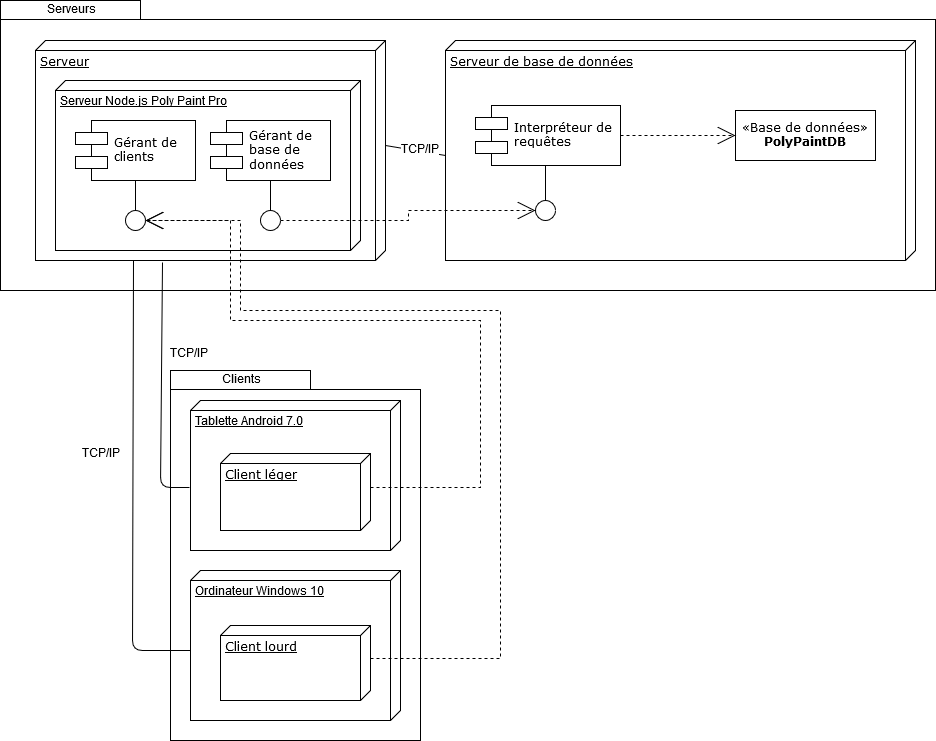 Serveurs
Serveur
Serveur de base de données
Serveur Node.js Poly Paint Pro
Gérant de
clients
Gérant de
base de
données
TCP/IP
Interpréteur de
requêtes
«Base de données»
PolyPaintDB
TCP/IP
Clients
Tablette Android 7.0
TCP/IP
Client léger
Ordinateur Windows 10
Client lourd